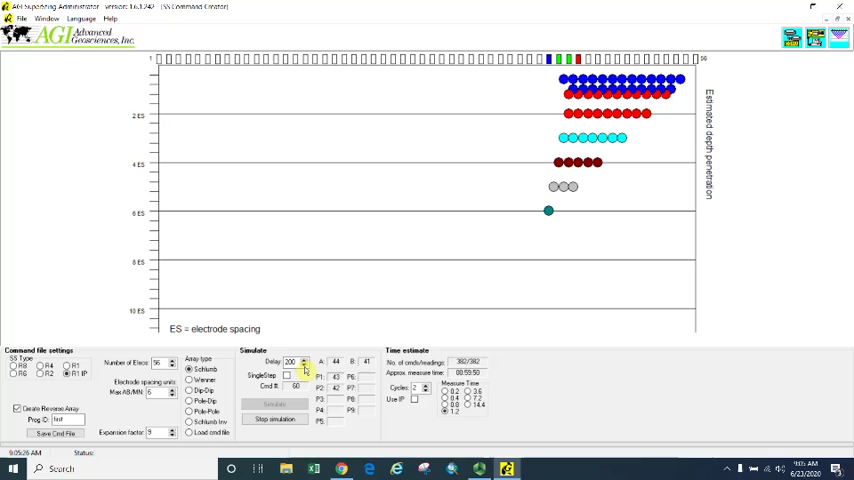 AGI SuperSting Administrator version: 1.6.1.242 - [SS Command Creator]
File Window Language Help
AGI Advanced Geosciences, Inc.
1
56
2 ES
4 ES
6 ES
8 ES
10 ES
Estimated depth penetration
ES = electrode spacing
Command file settings
SS Type
R8 R4 R1
R6 R2 R1 IP
Create Reverse Array
Prog ID: first
Save Cmd File
Number of Elecs: 56
Electrode spacing units:
Max AB/MN: 6
Expansion factor: 9
Array type
Schlumb
Wenner
Dip-Dip
Pole-Dip
Pole-Pole
Schlumb Inv
Load cmd file
Simulate
Delay: 200
SingleStep
Cmd #: 60
Simulate
Stop simulation
A: 44 B: 41
P1: 43 P6:
P2: 42 P7:
P3: P8:
P4: P9:
P5:
Time estimate
No. of cmds/readings: 382/382
Approx. measure time: 00:59:50
Cycles: 2
Use IP
Measure Time
0.2 3.6
0.4 7.2
0.8 14.4
1.2
9:05:26 AM Status:
Search
9:05 AM
6/23/2020